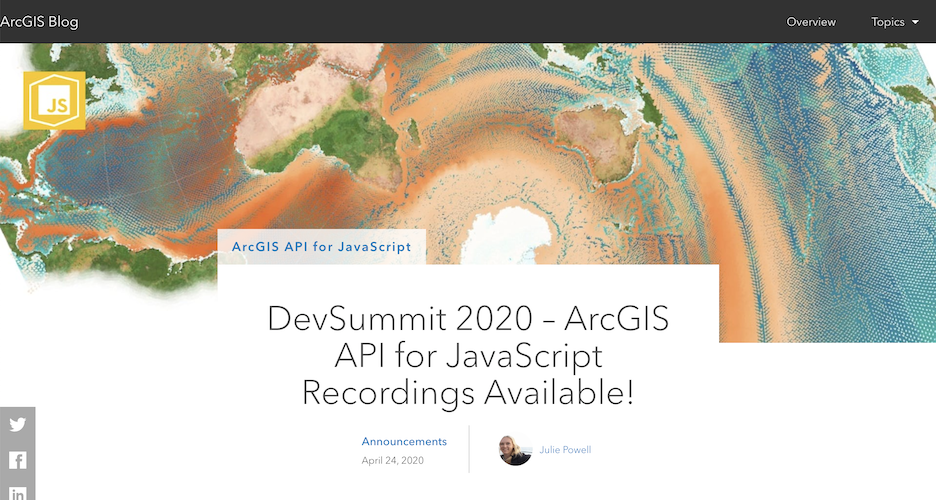 ArcGIS Blog
Overview
Topics
JS
ArcGIS API for JavaScript
DevSummit 2020 – ArcGIS
API for JavaScript
Recordings Available!
Announcements
April 24, 2020
Julie Powell
in